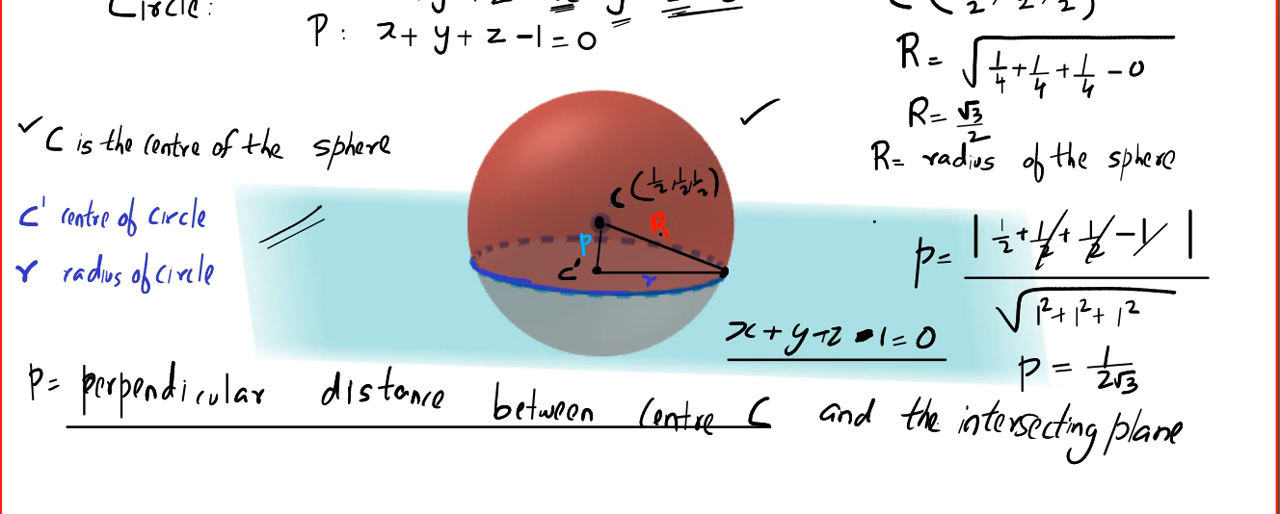 Circle:
P: x + y + z - 1 = 0
R = √(1/4 + 1/4 + 1/4 - 0)
R = √3/2
R = radius of the sphere
✓ C is the centre of the sphere
✓
C' centre of circle
r radius of circle
C (1/2, 1/2, 1/2)
R
P
C'
r
p = |1/2 + 1/2 + 1/2 - 1| / √(1² + 1² + 1²)
x + y + z - 1 = 0
p = 1/2√3
P = perpendicular distance between centre C and the intersecting plane